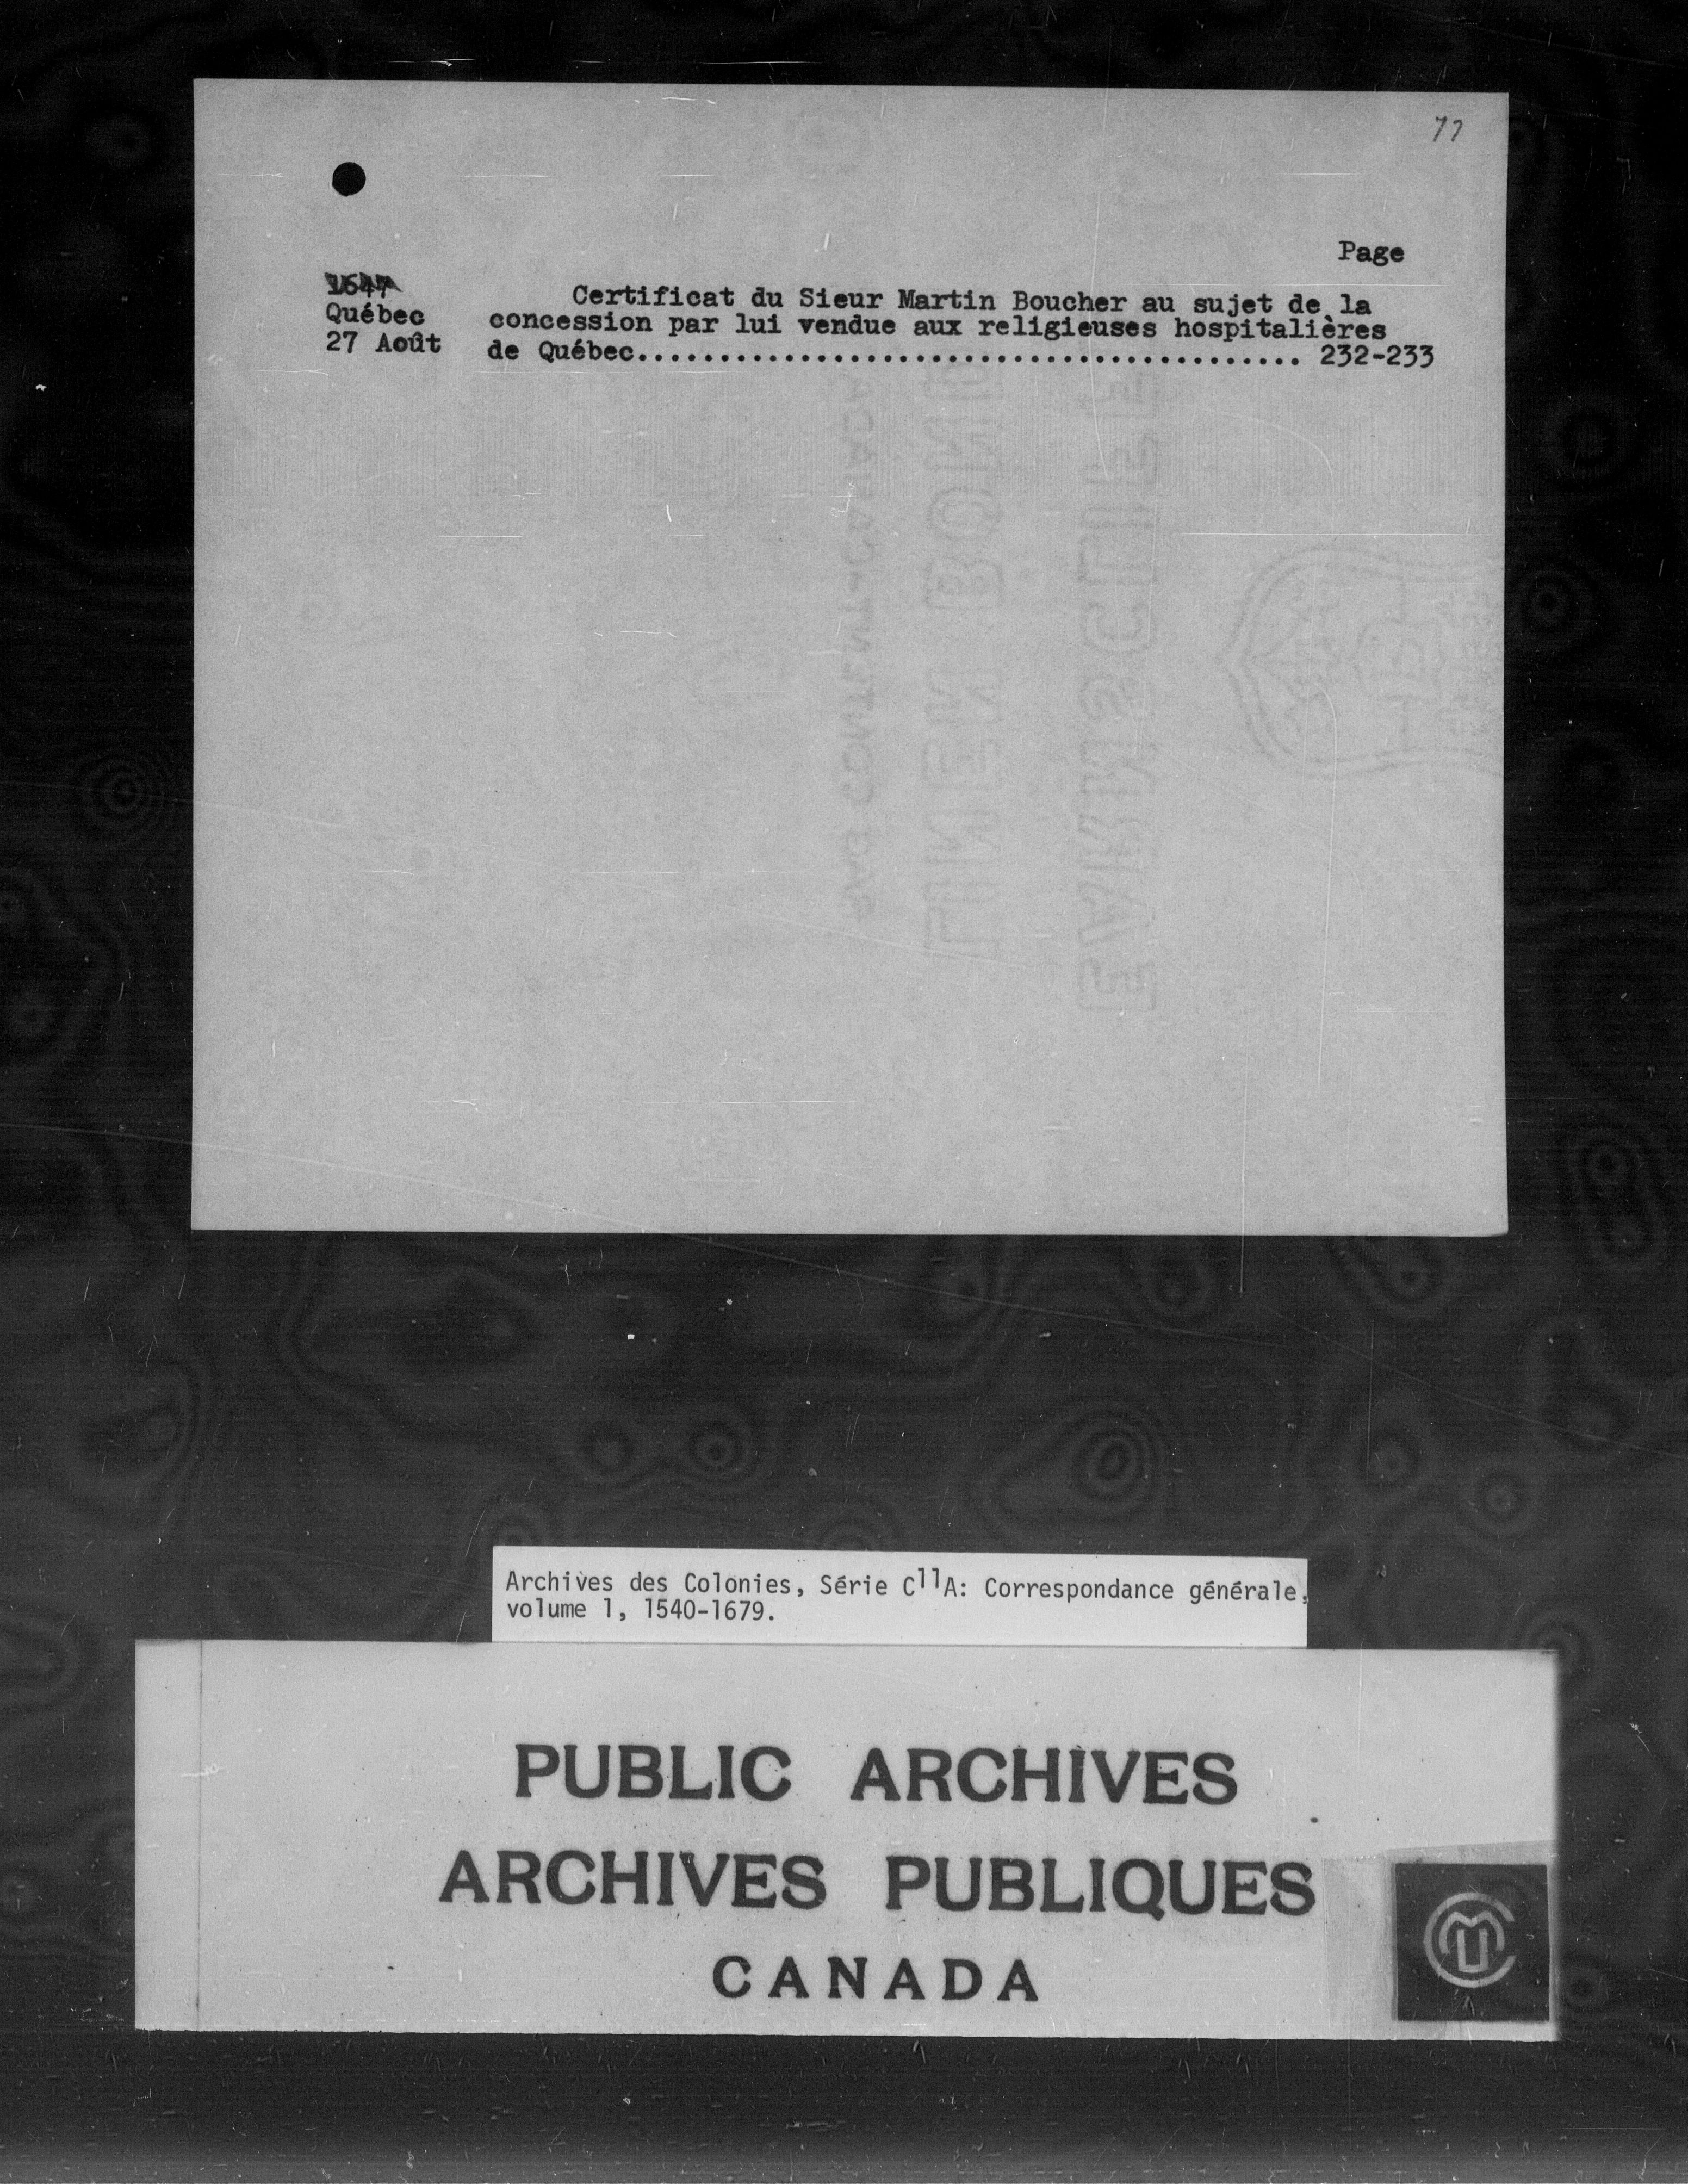 77
Page
1647
Québec
27 Août
Certificat du Sieur Martin Boucher au sujet de la
concession par lui vendue aux religieuses hospitalières
de Québec......................................... 232-233
Archives des Colonies, Série C11A: Correspondance générale,
volume 1, 1540-1679.
PUBLIC ARCHIVES
ARCHIVES PUBLIQUES
CANADA